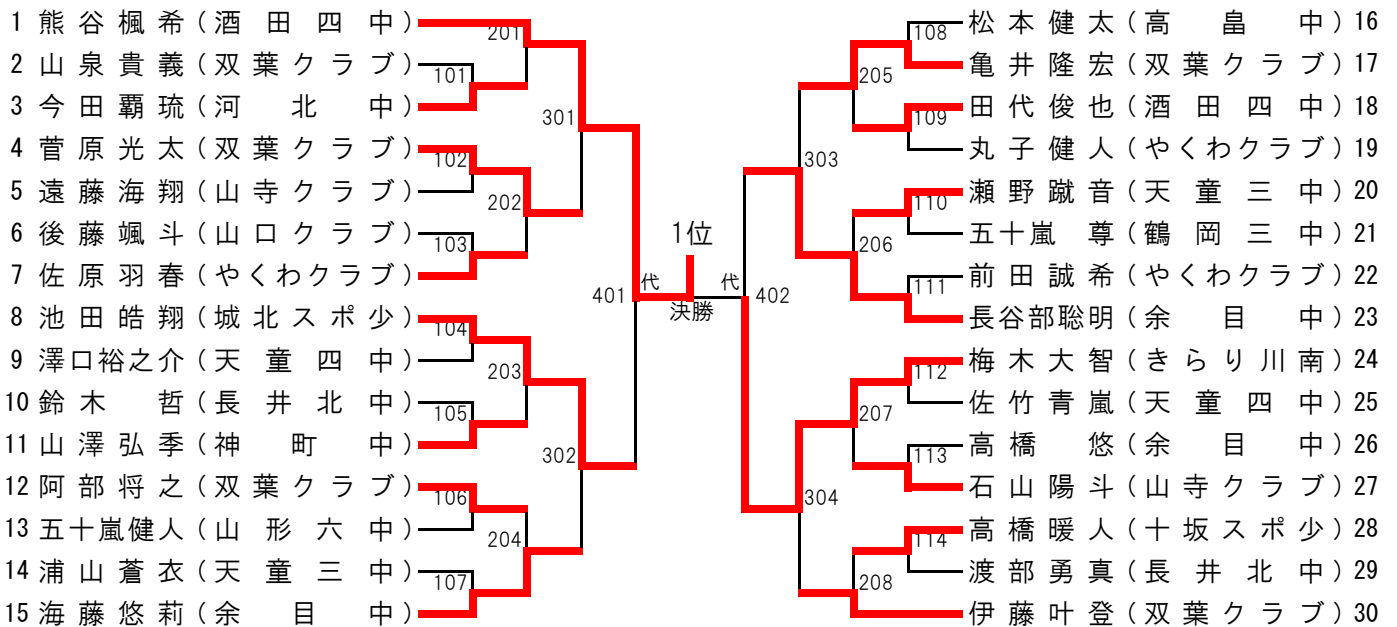 1 熊谷楓希(酒田四中)
2 山泉貴義(双葉クラブ)
3 今田覇琉(河北中)
4 菅原光太(双葉クラブ)
5 遠藤海翔(山寺クラブ)
6 後藤颯斗(山口クラブ)
7 佐原羽春(やくわクラブ)
8 池田皓翔(城北スポ少)
9 澤口裕之介(天童四中)
10 鈴木哲(長井北中)
11 山澤弘季(神町中)
12 阿部将之(双葉クラブ)
13 五十嵐健人(山形六中)
14 浦山蒼衣(天童三中)
15 海藤悠莉(余目中)
201
101
102
202
103
104
203
105
106
204
107
301
302
401
代
1位
決勝
代
402
303
304
205
206
207
208
108
109
110
111
112
113
114
松本健太(高畠中) 16
亀井隆宏(双葉クラブ) 17
田代俊也(酒田四中) 18
丸子健人(やくわクラブ) 19
瀬野蹴音(天童三中) 20
五十嵐尊(鶴岡三中) 21
前田誠希(やくわクラブ) 22
長谷部聡明(余目中) 23
梅木大智(きらり川南) 24
佐竹青嵐(天童四中) 25
高橋悠(余目中) 26
石山陽斗(山寺クラブ) 27
高橋暖人(十坂スポ少) 28
渡部勇真(長井北中) 29
伊藤叶登(双葉クラブ) 30